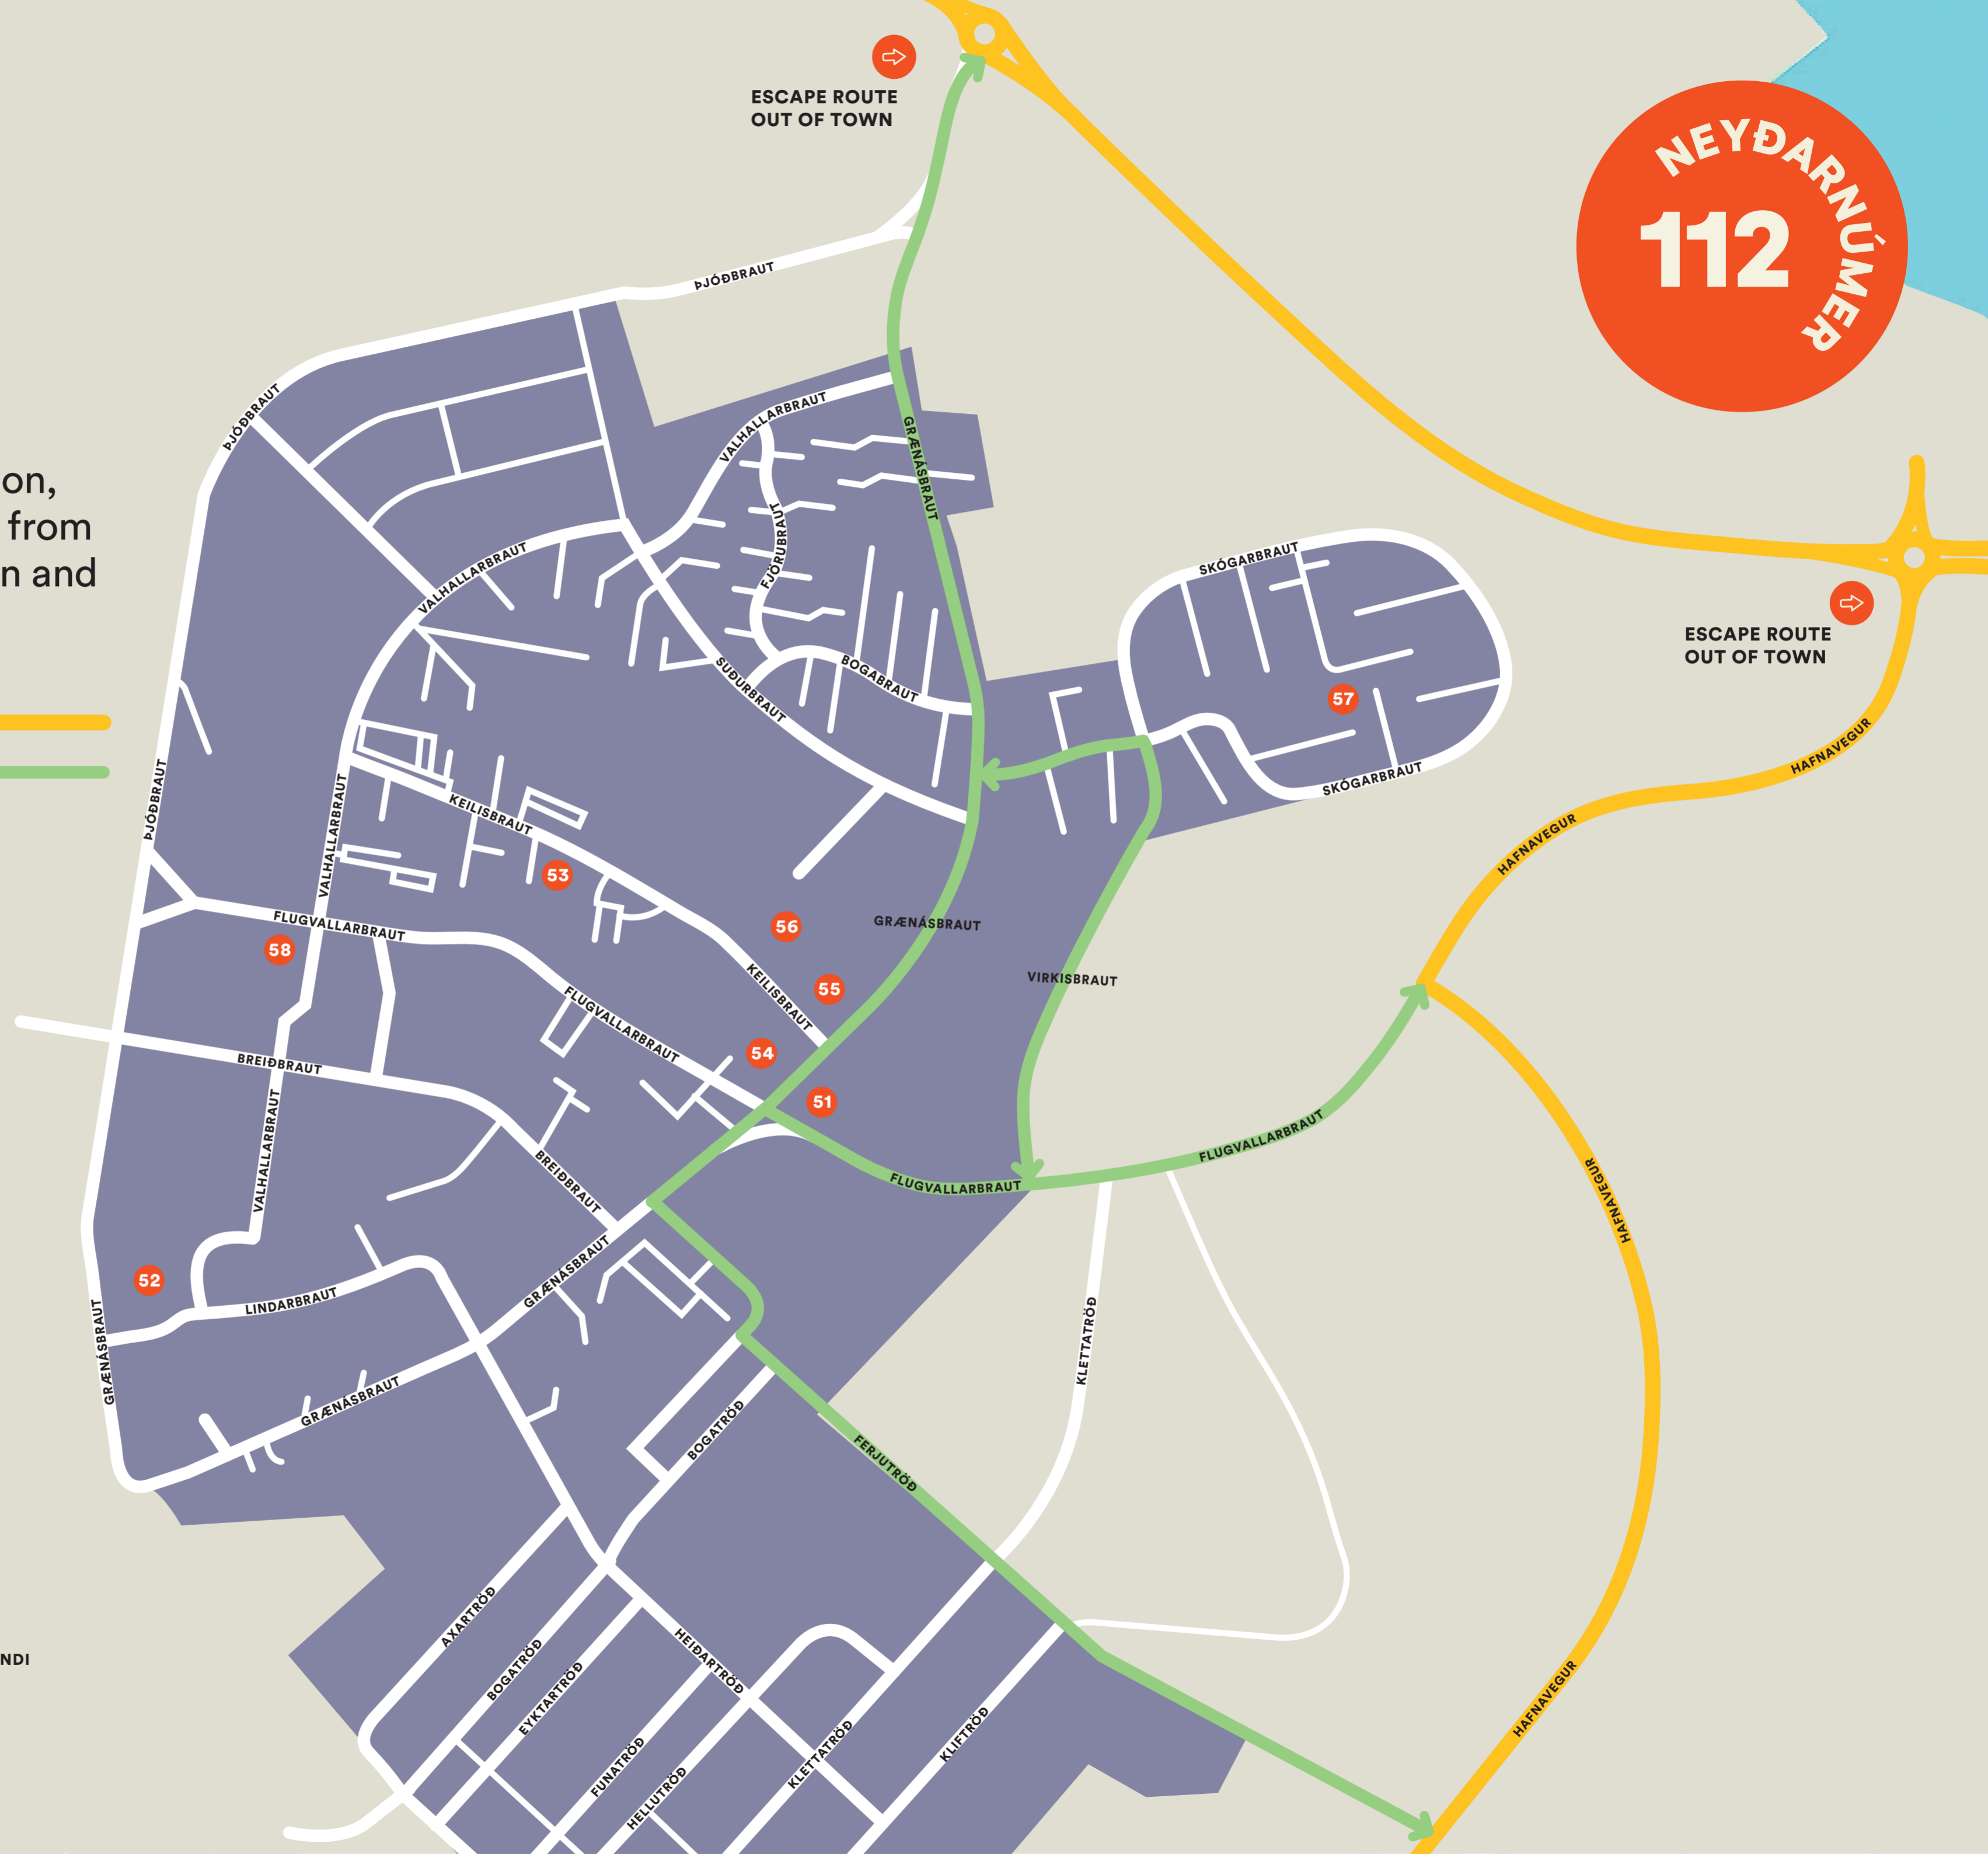 ESCAPE ROUTE
OUT OF TOWN
NEYÐARNÚMER
112
ÞJÓÐBRAUT
ÞJÓÐBRAUT
VALHALLARBRAUT
GRÆNÁSBRAUT
on,
from
n and
FJÖRUBRAUT
VALHALLARBRAUT
SKÓGARBRAUT
ESCAPE ROUTE
OUT OF TOWN
SUÐURBRAUT
BOGABRAUT
57
HAFNAVEGUR
SKÓGARBRAUT
ÞJÓÐBRAUT
VALHALLARBRAUT
KEILISBRAUT
HAFNAVEGUR
53
FLUGVALLARBRAUT
56
GRÆNÁSBRAUT
58
55
KEILISBRAUT
VIRKISBRAUT
FLUGVALLARBRAUT
54
BREIÐBRAUT
51
VALHALLARBRAUT
FLUGVALLARBRAUT
FLUGVALLARBRAUT
BREIÐBRAUT
HAFNAVEGUR
52
GRÆNÁSBRAUT
LINDARBRAUT
GRÆNÁSBRAUT
KLETTATRÖÐ
GRÆNÁSBRAUT
BOGATRÖÐ
FERJUTRÖÐ
AXARTRÖÐ
NDI
BOGATRÖÐ
HEIÐARTRÖÐ
EYKTARTRÖÐ
HAFNAVEGUR
FUNATRÖÐ
KLETTATRÖÐ
KLIFTRÖÐ
HELLUTRÖÐ